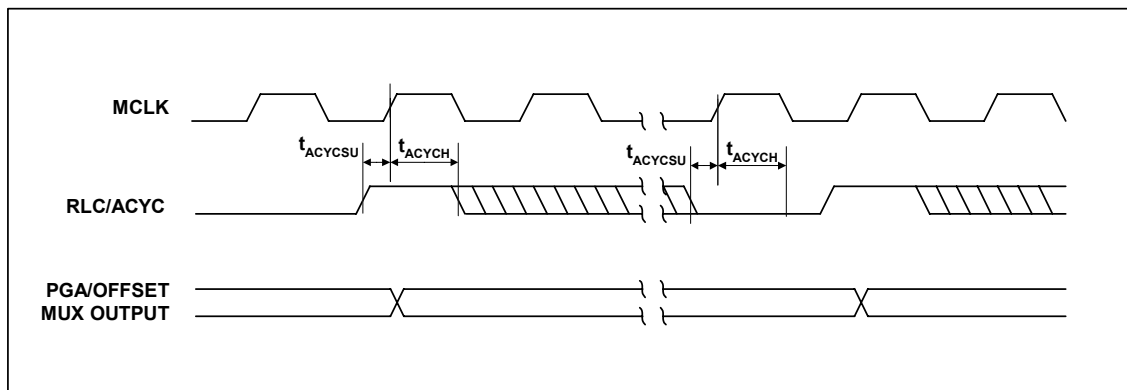 MCLK
tACYCSU
tACYCH
tACYCSU
tACYCH
RLC/ACYC
PGA/OFFSET
MUX OUTPUT